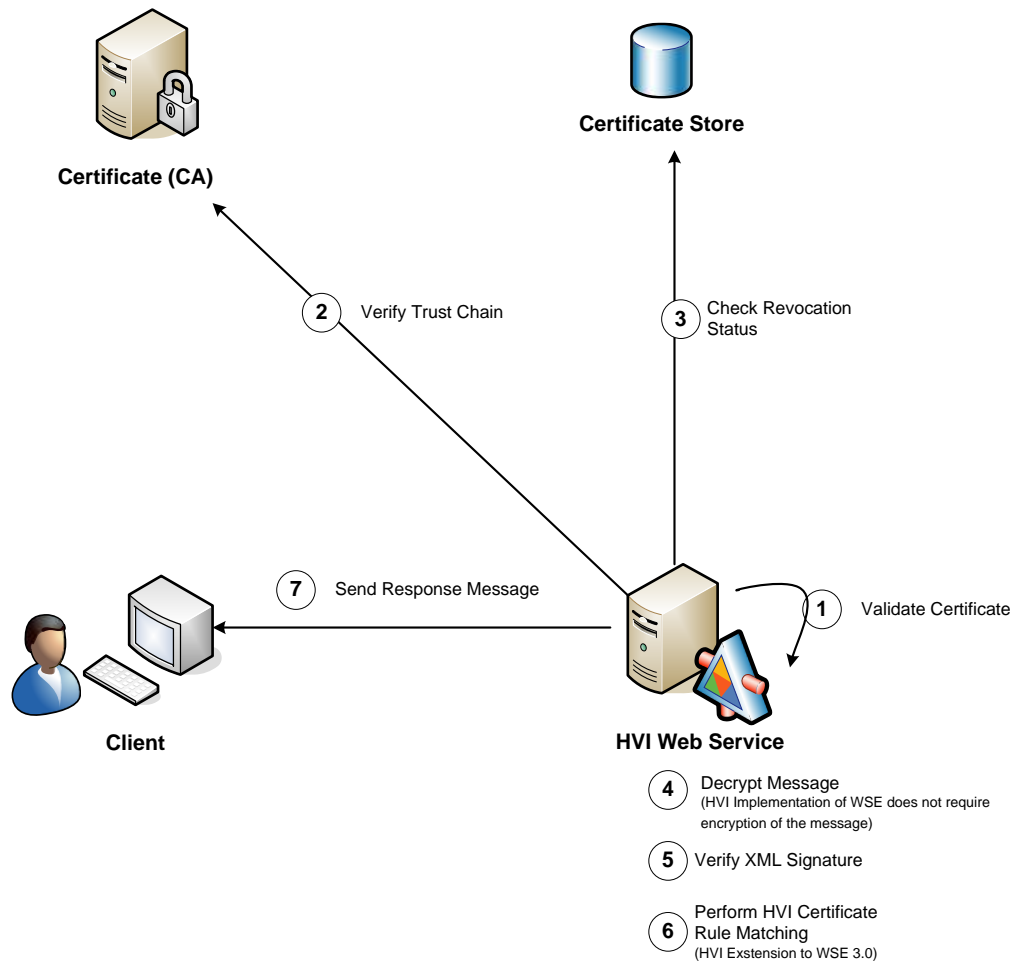 Certificate (CA)
Certificate Store
2
Verify Trust Chain
3
Check Revocation
Status
7
Send Response Message
1
Validate Certificate
Client
HVI Web Service
4
Decrypt Message
(HVI Implementation of WSE does not require
encryption of the message)
5
Verify XML Signature
6
Perform HVI Certificate
Rule Matching
(HVI Exstension to WSE 3.0)